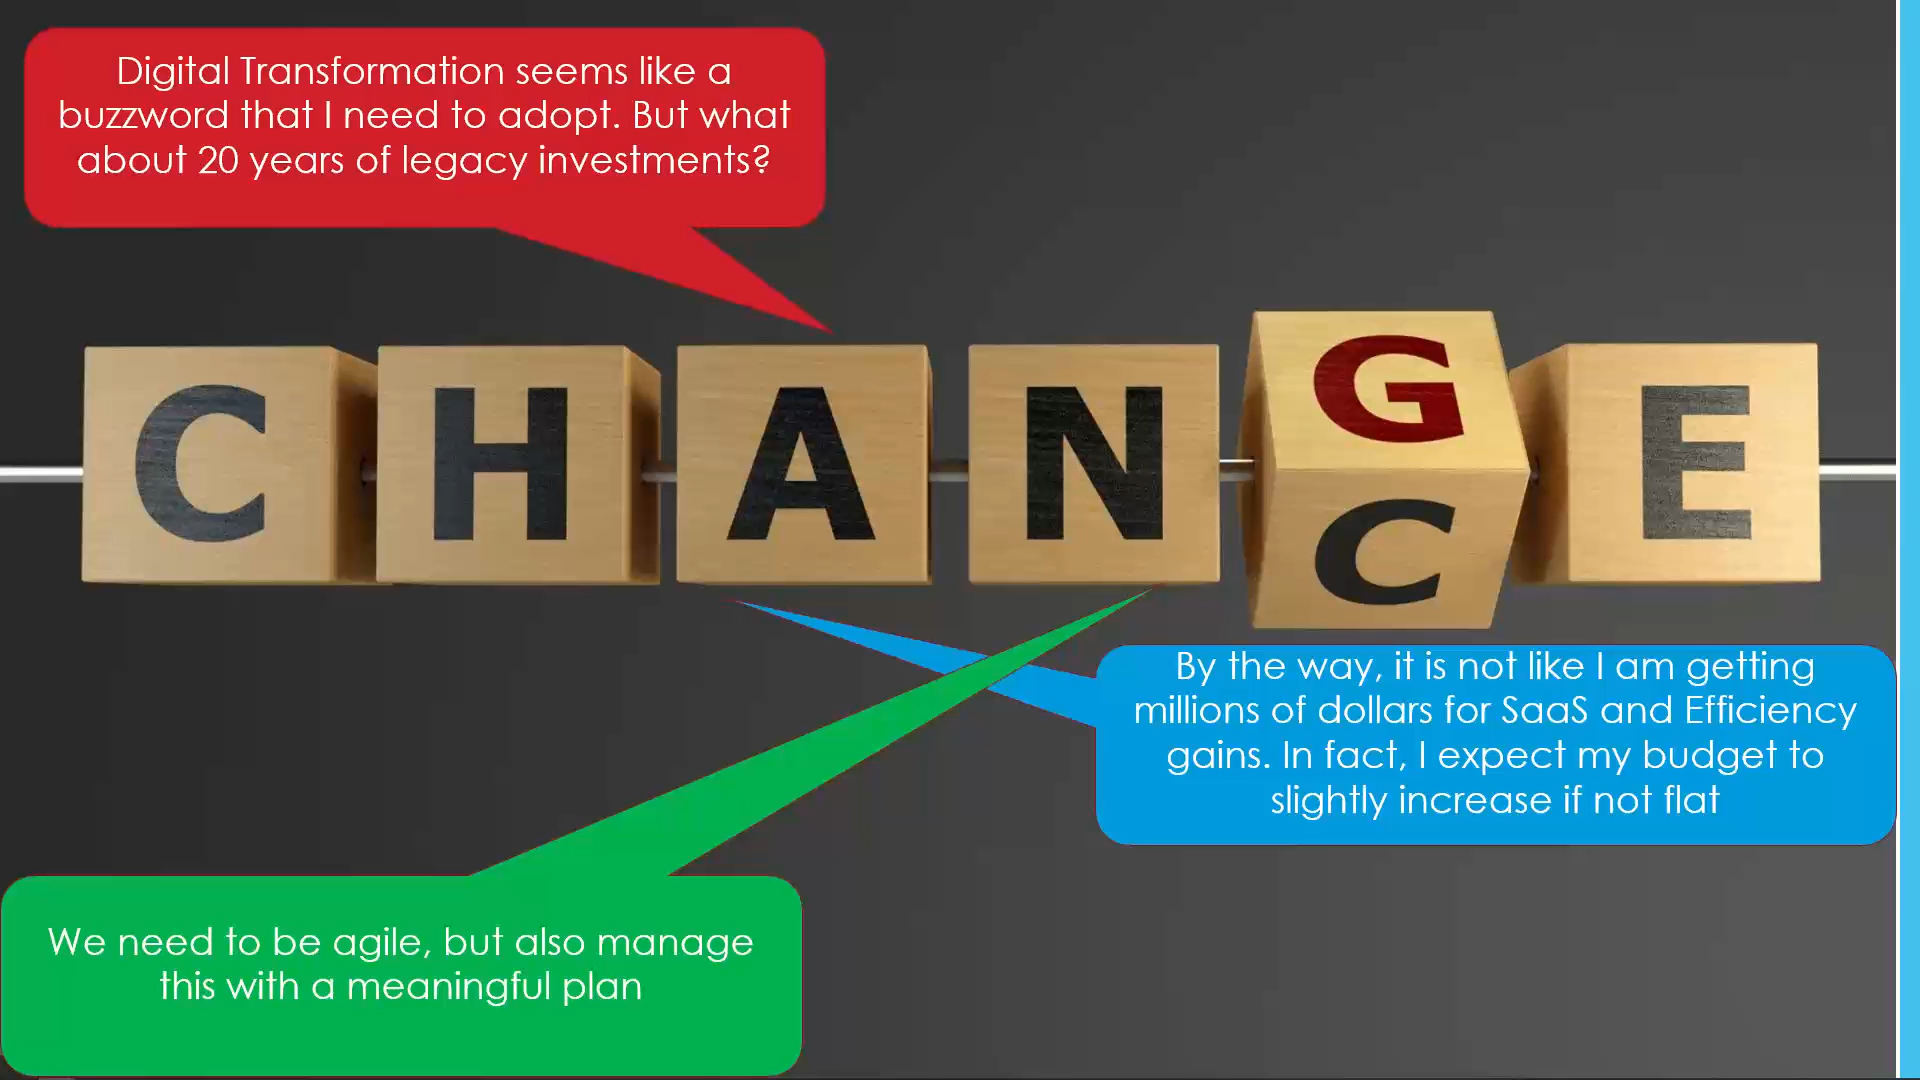 Digital Transformation seems like a
buzzword that I need to adopt. But what
about 20 years of legacy investments?
C H A N G E
C
By the way, it is not like I am getting
millions of dollars for SaaS and Efficiency
gains. In fact, I expect my budget to
slightly increase if not flat
We need to be agile, but also manage
this with a meaningful plan